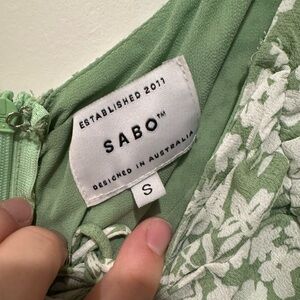 ESTABLISHED 2011
SABO™
DESIGNED IN AUSTRALIA
S